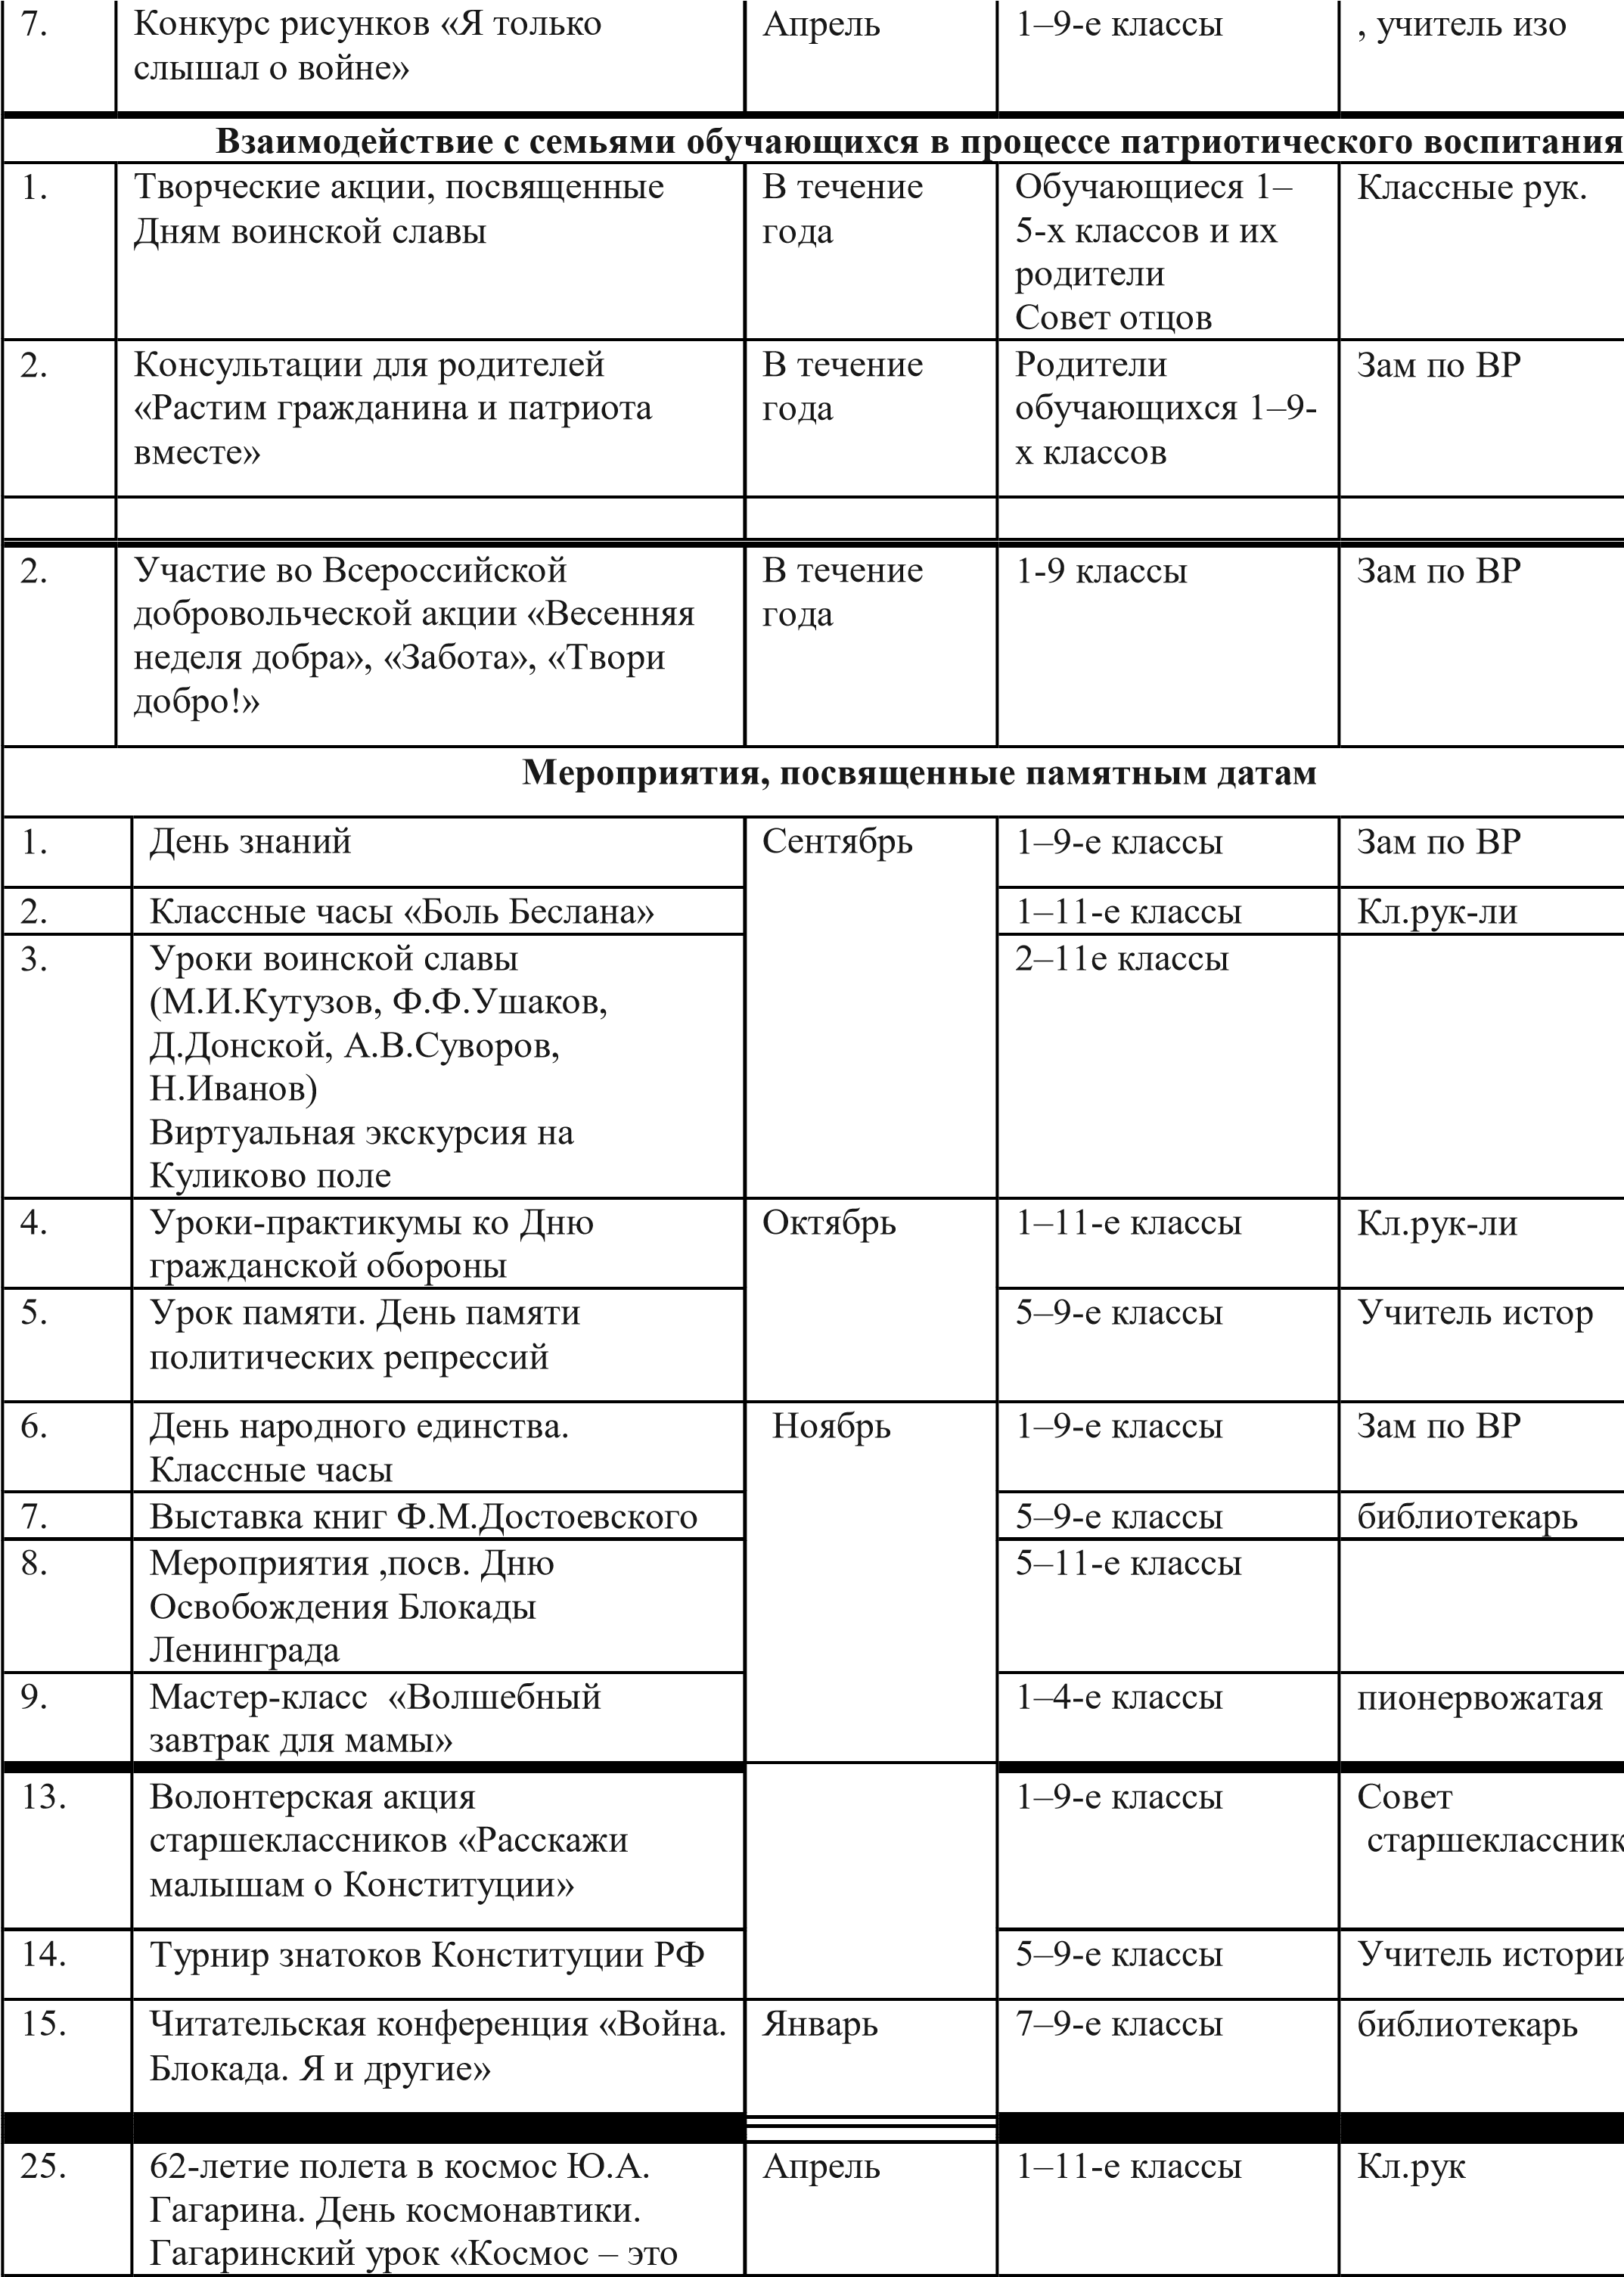 7. Конкурс рисунков «Я только Апрель 1–9-е классы , учитель изо
слышал о войне»
Взаимодействие с семьями обучающихся в процессе патриотического воспитания
1. Творческие акции, посвященные В течение Обучающиеся 1– Классные рук.
Дням воинской славы года 5-х классов и их
родители
Совет отцов
2. Консультации для родителей В течение Родители Зам по ВР
«Растим гражданина и патриота года обучающихся 1–9-
вместе» х классов
2. Участие во Всероссийской В течение 1-9 классы Зам по ВР
добровольческой акции «Весенняя года
неделя добра», «Забота», «Твори
добро!»
Мероприятия, посвященные памятным датам
1. День знаний Сентябрь 1–9-е классы Зам по ВР
2. Классные часы «Боль Беслана» 1–11-е классы Кл.рук-ли
3. Уроки воинской славы 2–11е классы
(М.И.Кутузов, Ф.Ф.Ушаков,
Д.Донской, А.В.Суворов,
Н.Иванов)
Виртуальная экскурсия на
Куликово поле
4. Уроки-практикумы ко Дню Октябрь 1–11-е классы Кл.рук-ли
гражданской обороны
5. Урок памяти. День памяти 5–9-е классы Учитель истор
политических репрессий
6. День народного единства. Ноябрь 1–9-е классы Зам по ВР
Классные часы
7. Выставка книг Ф.М.Достоевского 5–9-е классы библиотекарь
8. Мероприятия ,посв. Дню 5–11-е классы
Освобождения Блокады
Ленинграда
9. Мастер-класс «Волшебный 1–4-е классы пионервожатая
завтрак для мамы»
13. Волонтерская акция 1–9-е классы Совет
старшеклассников «Расскажи старшеклассник
малышам о Конституции»
14. Турнир знатоков Конституции РФ 5–9-е классы Учитель истории
15. Читательская конференция «Война. Январь 7–9-е классы библиотекарь
Блокада. Я и другие»
25. 62-летие полета в космос Ю.А. Апрель 1–11-е классы Кл.рук
Гагарина. День космонавтики.
Гагаринский урок «Космос – это